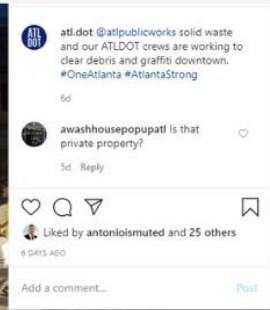 ATL
DOT
atl.dot @atlpublicworks solid waste
and our ATLDOT crews are working to
clear debris and graffiti downtown.
#OneAtlanta #AtlantaStrong
6d
awashhousepopupatl Is that
private property?
5d Reply
Liked by antonioismuted and 25 others
6 DAYS AGO
Add a comment...
Post